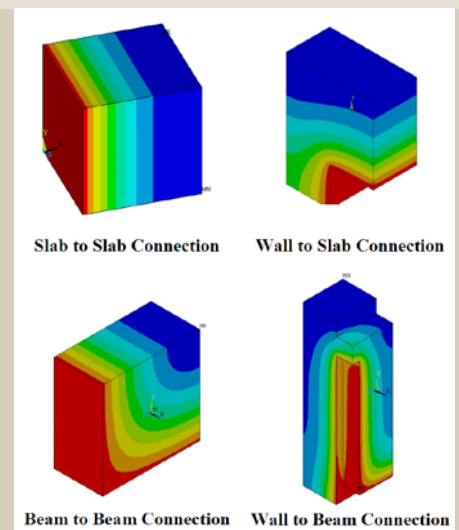 Slab to Slab Connection
Wall to Slab Connection
Beam to Beam Connection
Wall to Beam Connection